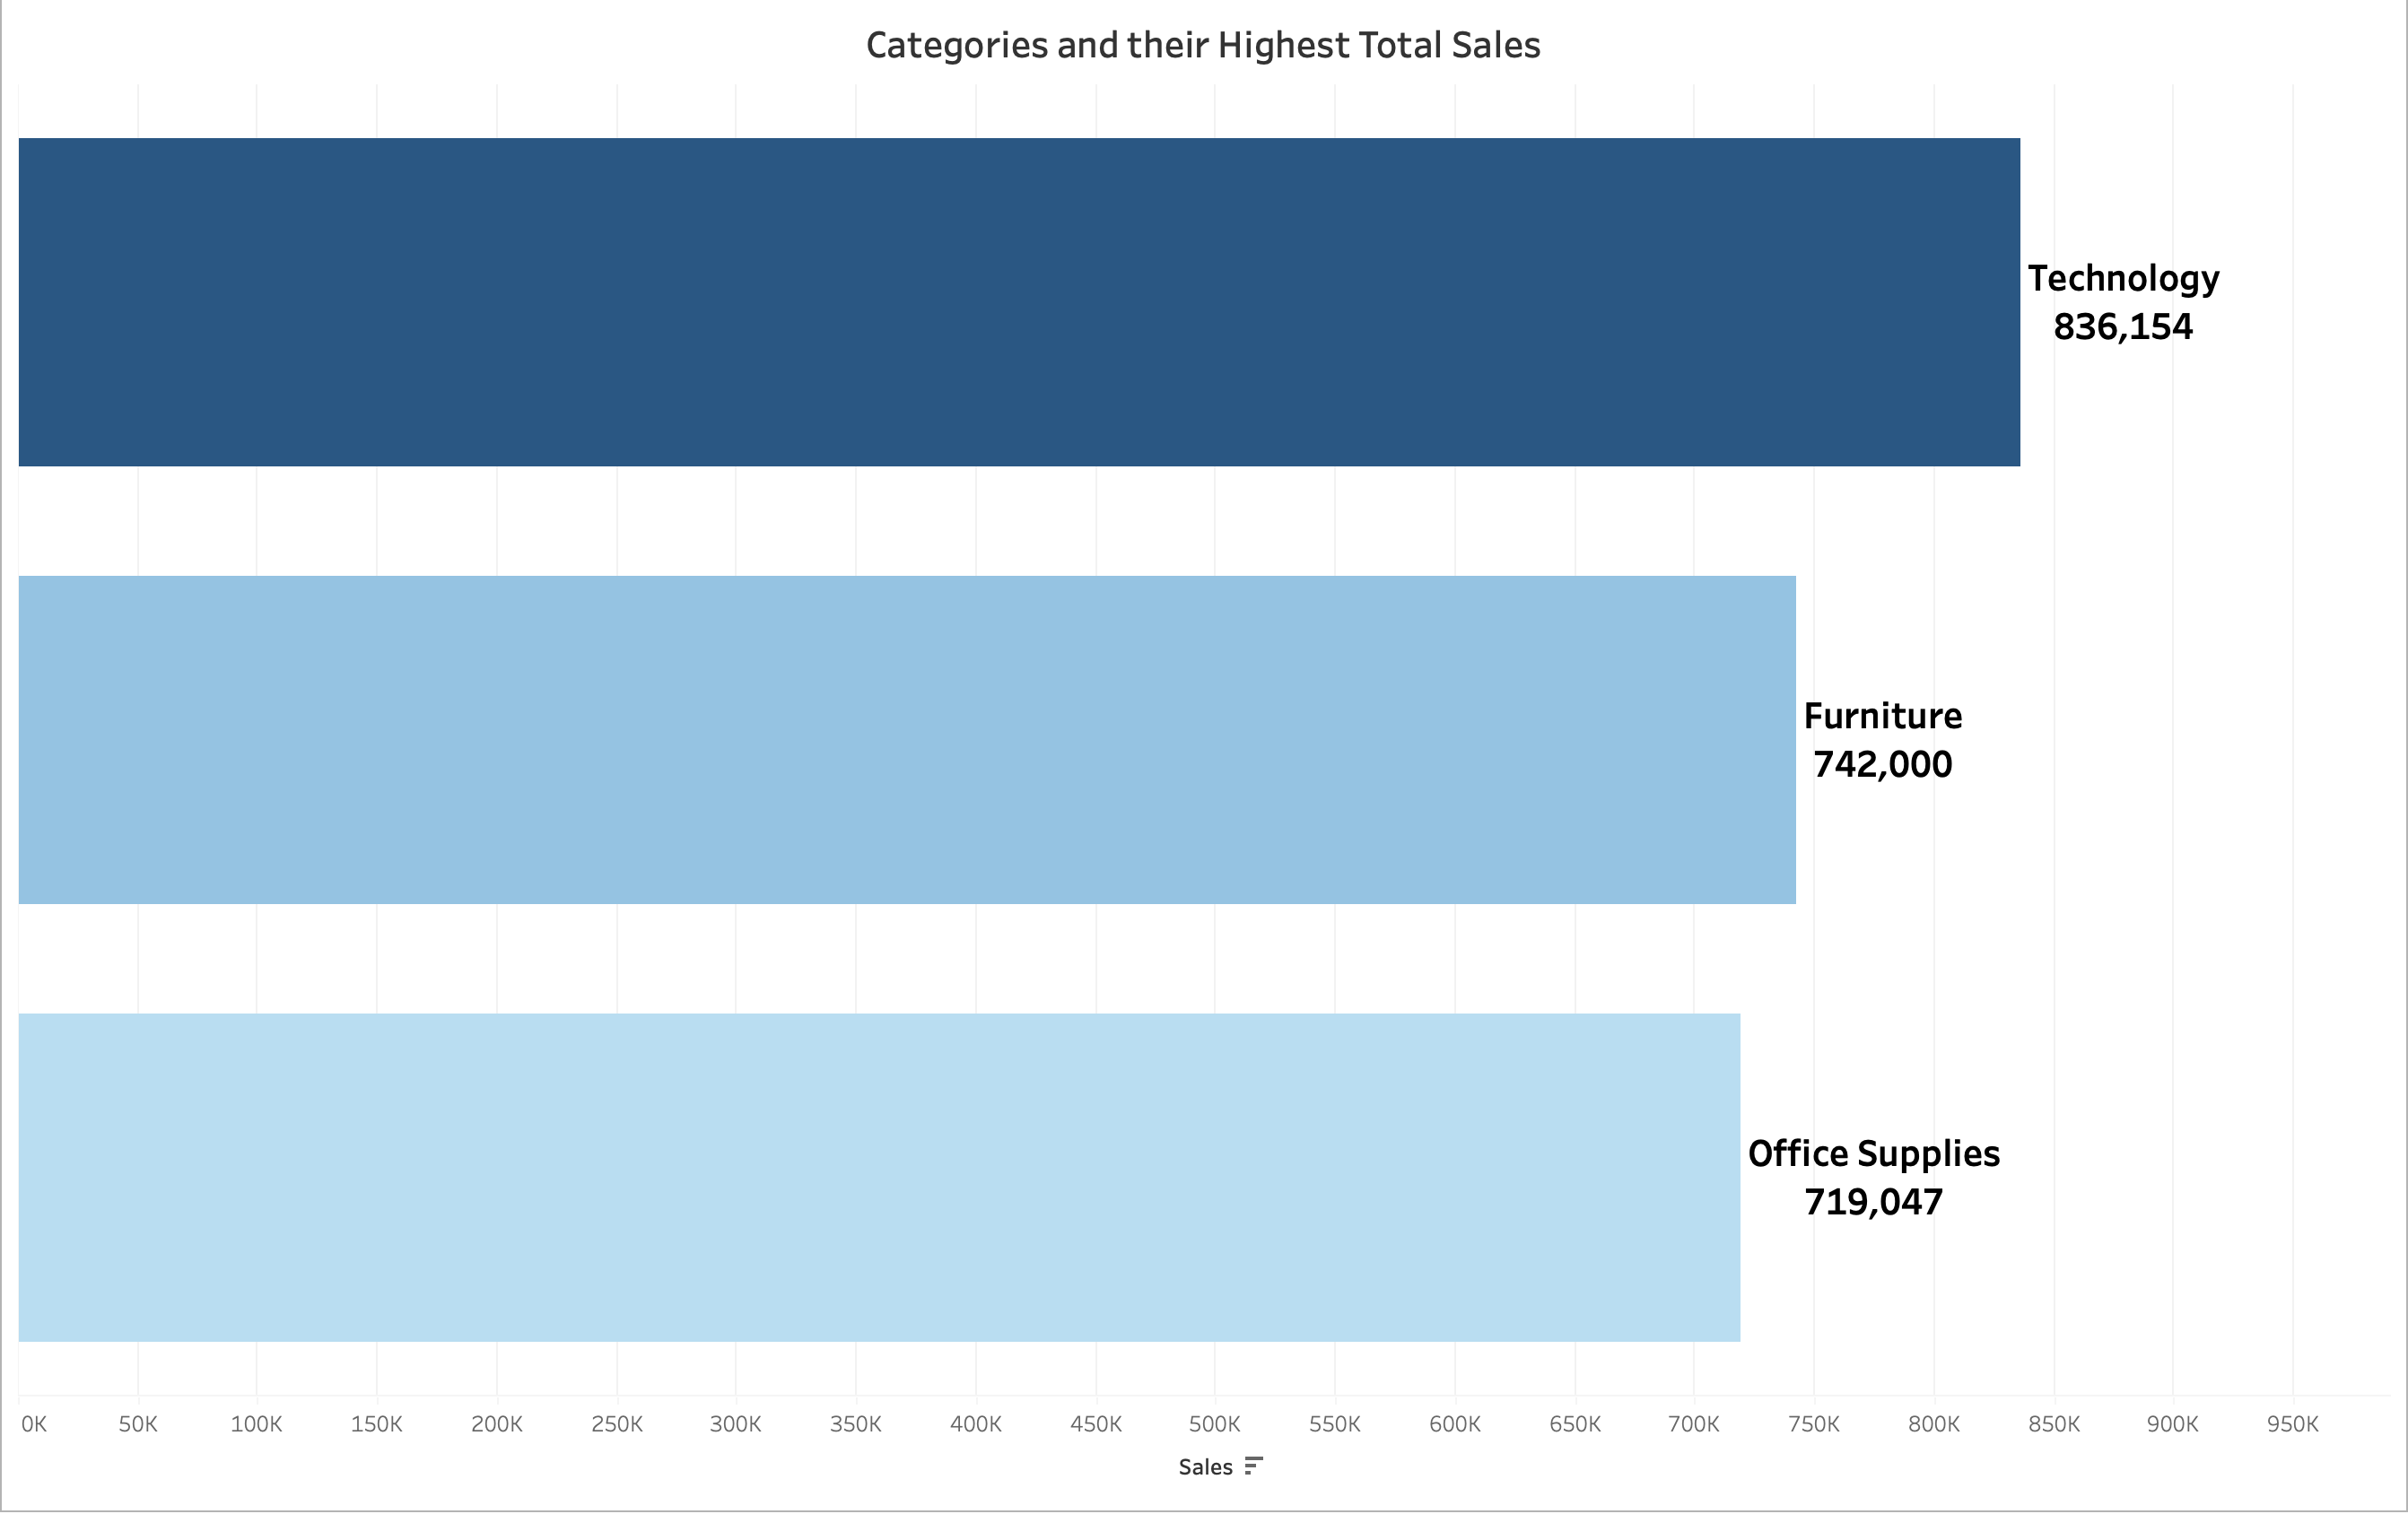 Categories and their Highest Total Sales
Technology
836,154
Furniture
742,000
Office Supplies
719,047
0K 50K 100K 150K 200K 250K 300K 350K 400K 450K 500K 550K 600K 650K 700K 750K 800K 850K 900K 950K
Sales